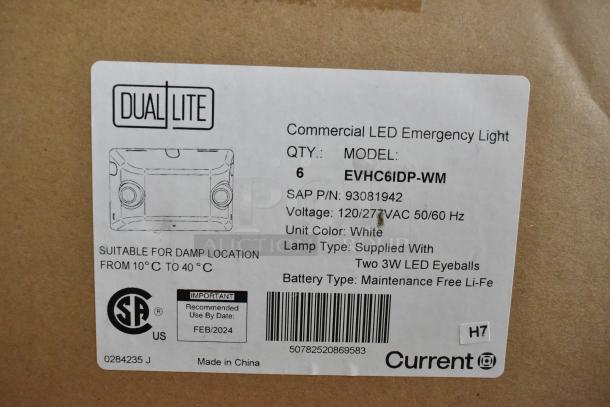 DUAL LITE
Commercial LED Emergency Light
QTY.: MODEL:
6 EVHC6IDP-WM
SAP P/N: 93081942
Voltage: 120/277VAC 50/60 Hz
Unit Color: White
Lamp Type: Supplied With
Two 3W LED Eyeballs
Battery Type: Maintenance Free Li-Fe
SUITABLE FOR DAMP LOCATION
FROM 10°C TO 40°C
SA ®
US
IMPORTANT
Recommended
Use By Date:
FEB/2024
50782520869583
H7
0284235 J
Made in China
Current